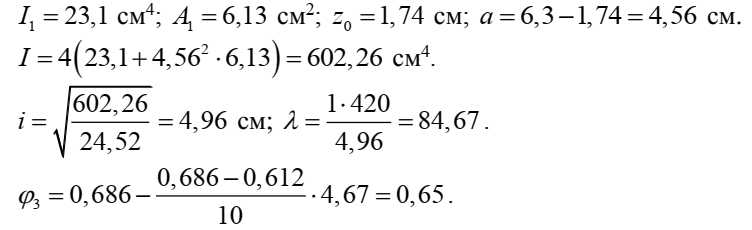 I₁ = 23,1 см⁴; A₁ = 6,13 см²; z₀ = 1,74 см; a = 6,3−1,74 = 4,56 см.
I = 4(23,1+4,56²·6,13) = 602,26 см⁴.
i = √(602,26/24,52) = 4,96 см; λ = (1·420)/4,96 = 84,67.
φ₃ = 0,686 − (0,686−0,612)/10 · 4,67 = 0,65.